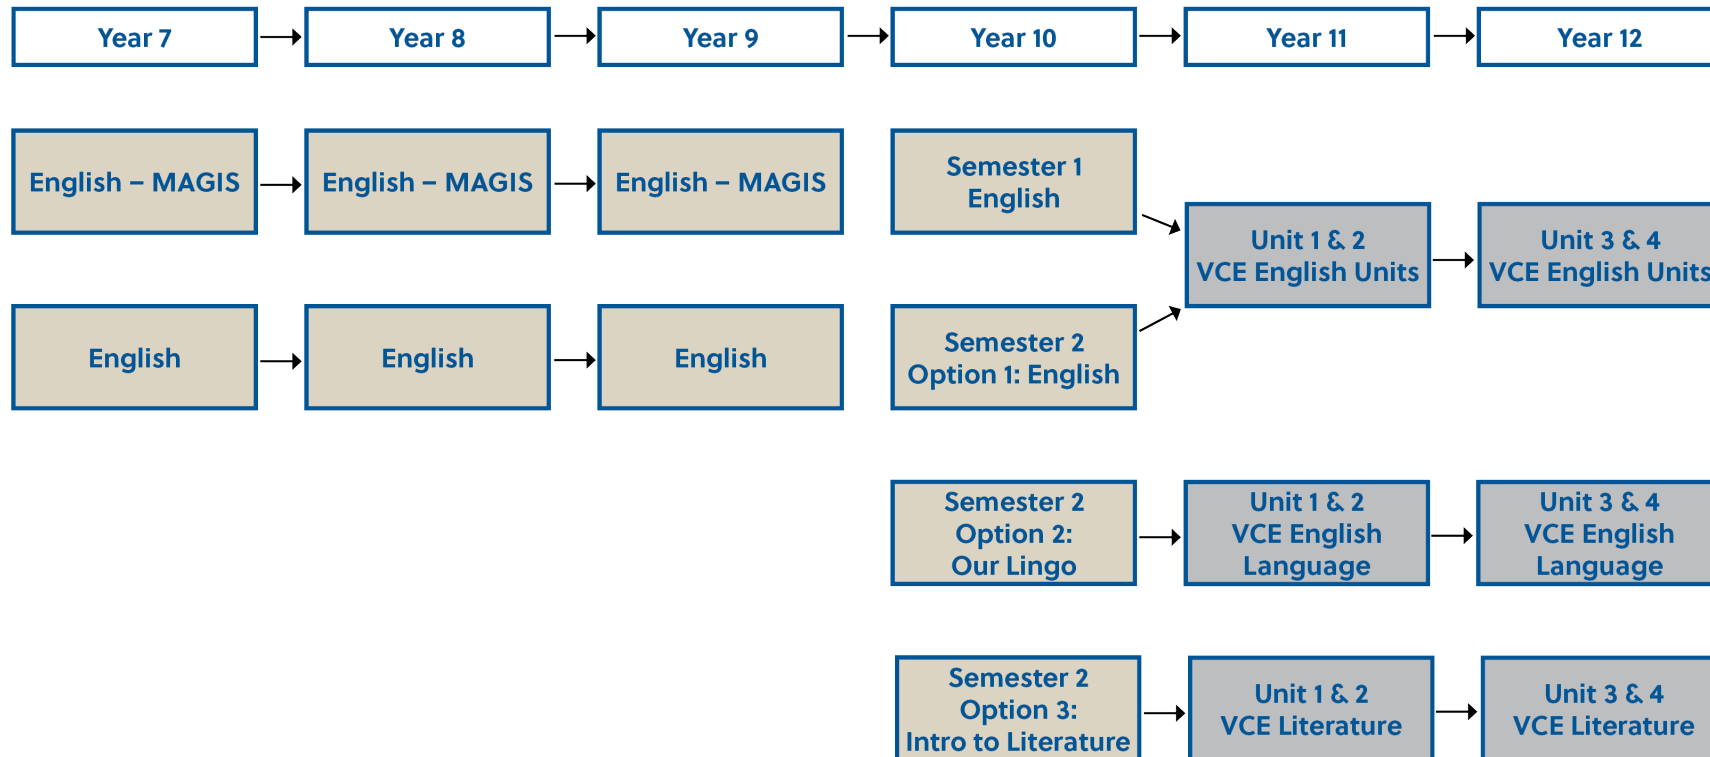 Year 7
Year 8
Year 9
Year 10
Year 11
Year 12
English – MAGIS
English – MAGIS
English – MAGIS
Semester 1
English
Unit 1 & 2
VCE English Units
Unit 3 & 4
VCE English Units
English
English
English
Semester 2
Option 1: English
Semester 2
Option 2:
Our Lingo
Unit 1 & 2
VCE English
Language
Unit 3 & 4
VCE English
Language
Semester 2
Option 3:
Intro to Literature
Unit 1 & 2
VCE Literature
Unit 3 & 4
VCE Literature